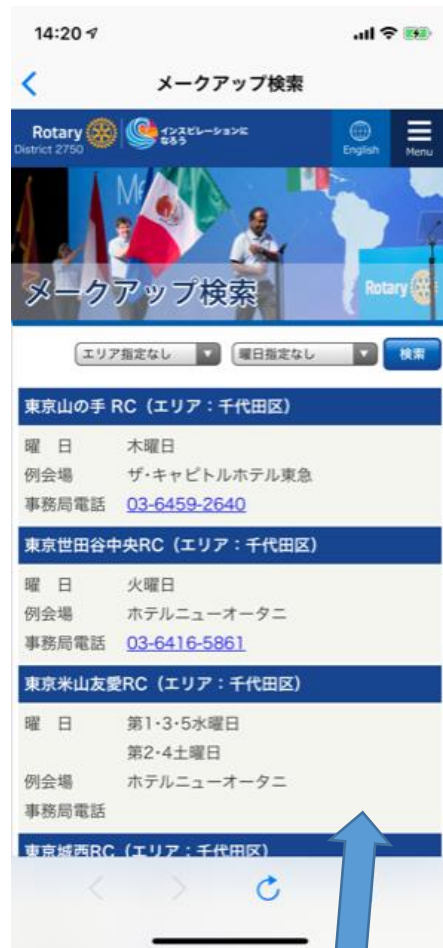 14:20
メークアップ検索
Rotary
District 2750
インスピレーションに
なろう
English
Menu
メークアップ検索
Rotary
エリア指定なし
曜日指定なし
検索
東京山の手 RC（エリア：千代田区）
曜　日　木曜日
例会場　ザ・キャピトルホテル東急
事務局電話　03-6459-2640
東京世田谷中央RC（エリア：千代田区）
曜　日　火曜日
例会場　ホテルニューオータニ
事務局電話　03-6416-5861
東京米山友愛RC（エリア：千代田区）
曜　日　第1・3・5水曜日
第2・4土曜日
例会場　ホテルニューオータニ
事務局電話
東京城西RC（エリア：千代田区）